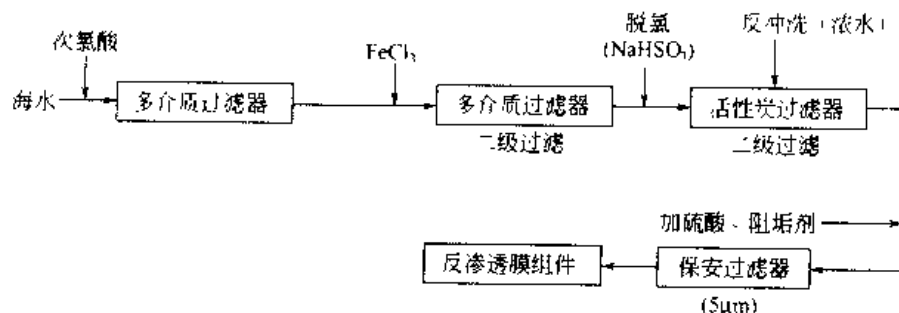 次氯酸
海水
多介质过滤器
FeCl₃
多介质过滤器
二级过滤
脱氯
(NaHSO₃)
反冲洗（浓水）
活性炭过滤器
二级过滤
加硫酸、阻垢剂
反渗透膜组件
保安过滤器
(5μm)